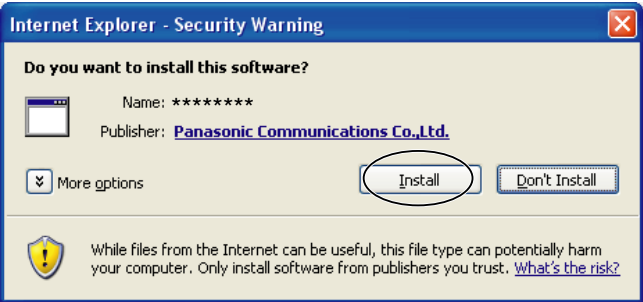 Internet Explorer - Security Warning
Do you want to install this software?
Name: ********
Publisher: Panasonic Communications Co.,Ltd.
More options
Install
Don't Install
While files from the Internet can be useful, this file type can potentially harm
your computer. Only install software from publishers you trust. What's the risk?